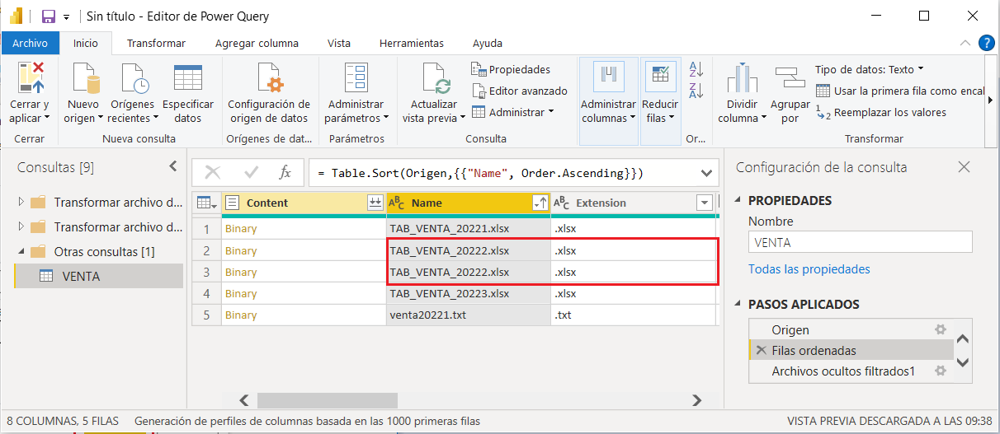 Sin título - Editor de Power Query
Archivo Inicio Transformar Agregar columna Vista Herramientas Ayuda
Cerrar y aplicar
Cerrar
Nuevo origen
Orígenes recientes
Especificar datos
Nueva consulta
Configuración de origen de datos
Orígenes de dat...
Administrar parámetros
Parámetros
Actualizar vista previa
Propiedades
Editor avanzado
Administrar
Consulta
Administrar columnas
Reducir filas
Or...
Dividir columna
Agrupar por
Tipo de datos: Texto
Usar la primera fila como encal
Reemplazar los valores
Transformar
Consultas [9]
Transformar archivo d...
Transformar archivo d...
Otras consultas [1]
VENTA
= Table.Sort(Origen,{{"Name", Order.Ascending}})
Content Name Extension
1 Binary TAB_VENTA_20221.xlsx .xlsx
2 Binary TAB_VENTA_20222.xlsx .xlsx
3 Binary TAB_VENTA_20222.xlsx .xlsx
4 Binary TAB_VENTA_20223.xlsx .xlsx
5 Binary venta20221.txt .txt
Configuración de la consulta
PROPIEDADES
Nombre
VENTA
Todas las propiedades
PASOS APLICADOS
Origen
Filas ordenadas
Archivos ocultos filtrados1
8 COLUMNAS, 5 FILAS Generación de perfiles de columnas basada en las 1000 primeras filas VISTA PREVIA DESCARGADA A LAS 09:38